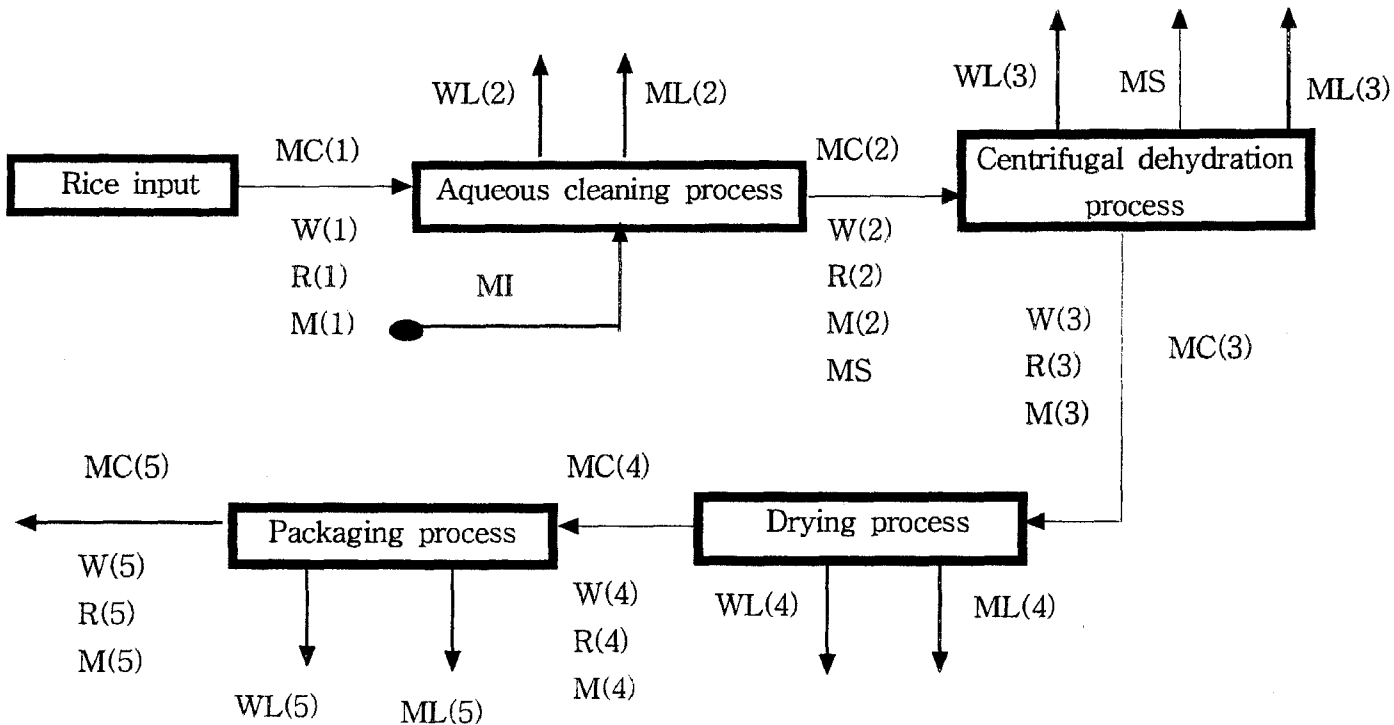 WL(2)
ML(2)
WL(3)
MS
ML(3)
Rice input
MC(1)
W(1)
R(1)
M(1)
MI
Aqueous cleaning process
MC(2)
W(2)
R(2)
M(2)
MS
Centrifugal dehydration
process
W(3)
R(3)
M(3)
MC(3)
MC(5)
W(5)
R(5)
M(5)
Packaging process
WL(5)
ML(5)
MC(4)
W(4)
R(4)
M(4)
Drying process
WL(4)
ML(4)